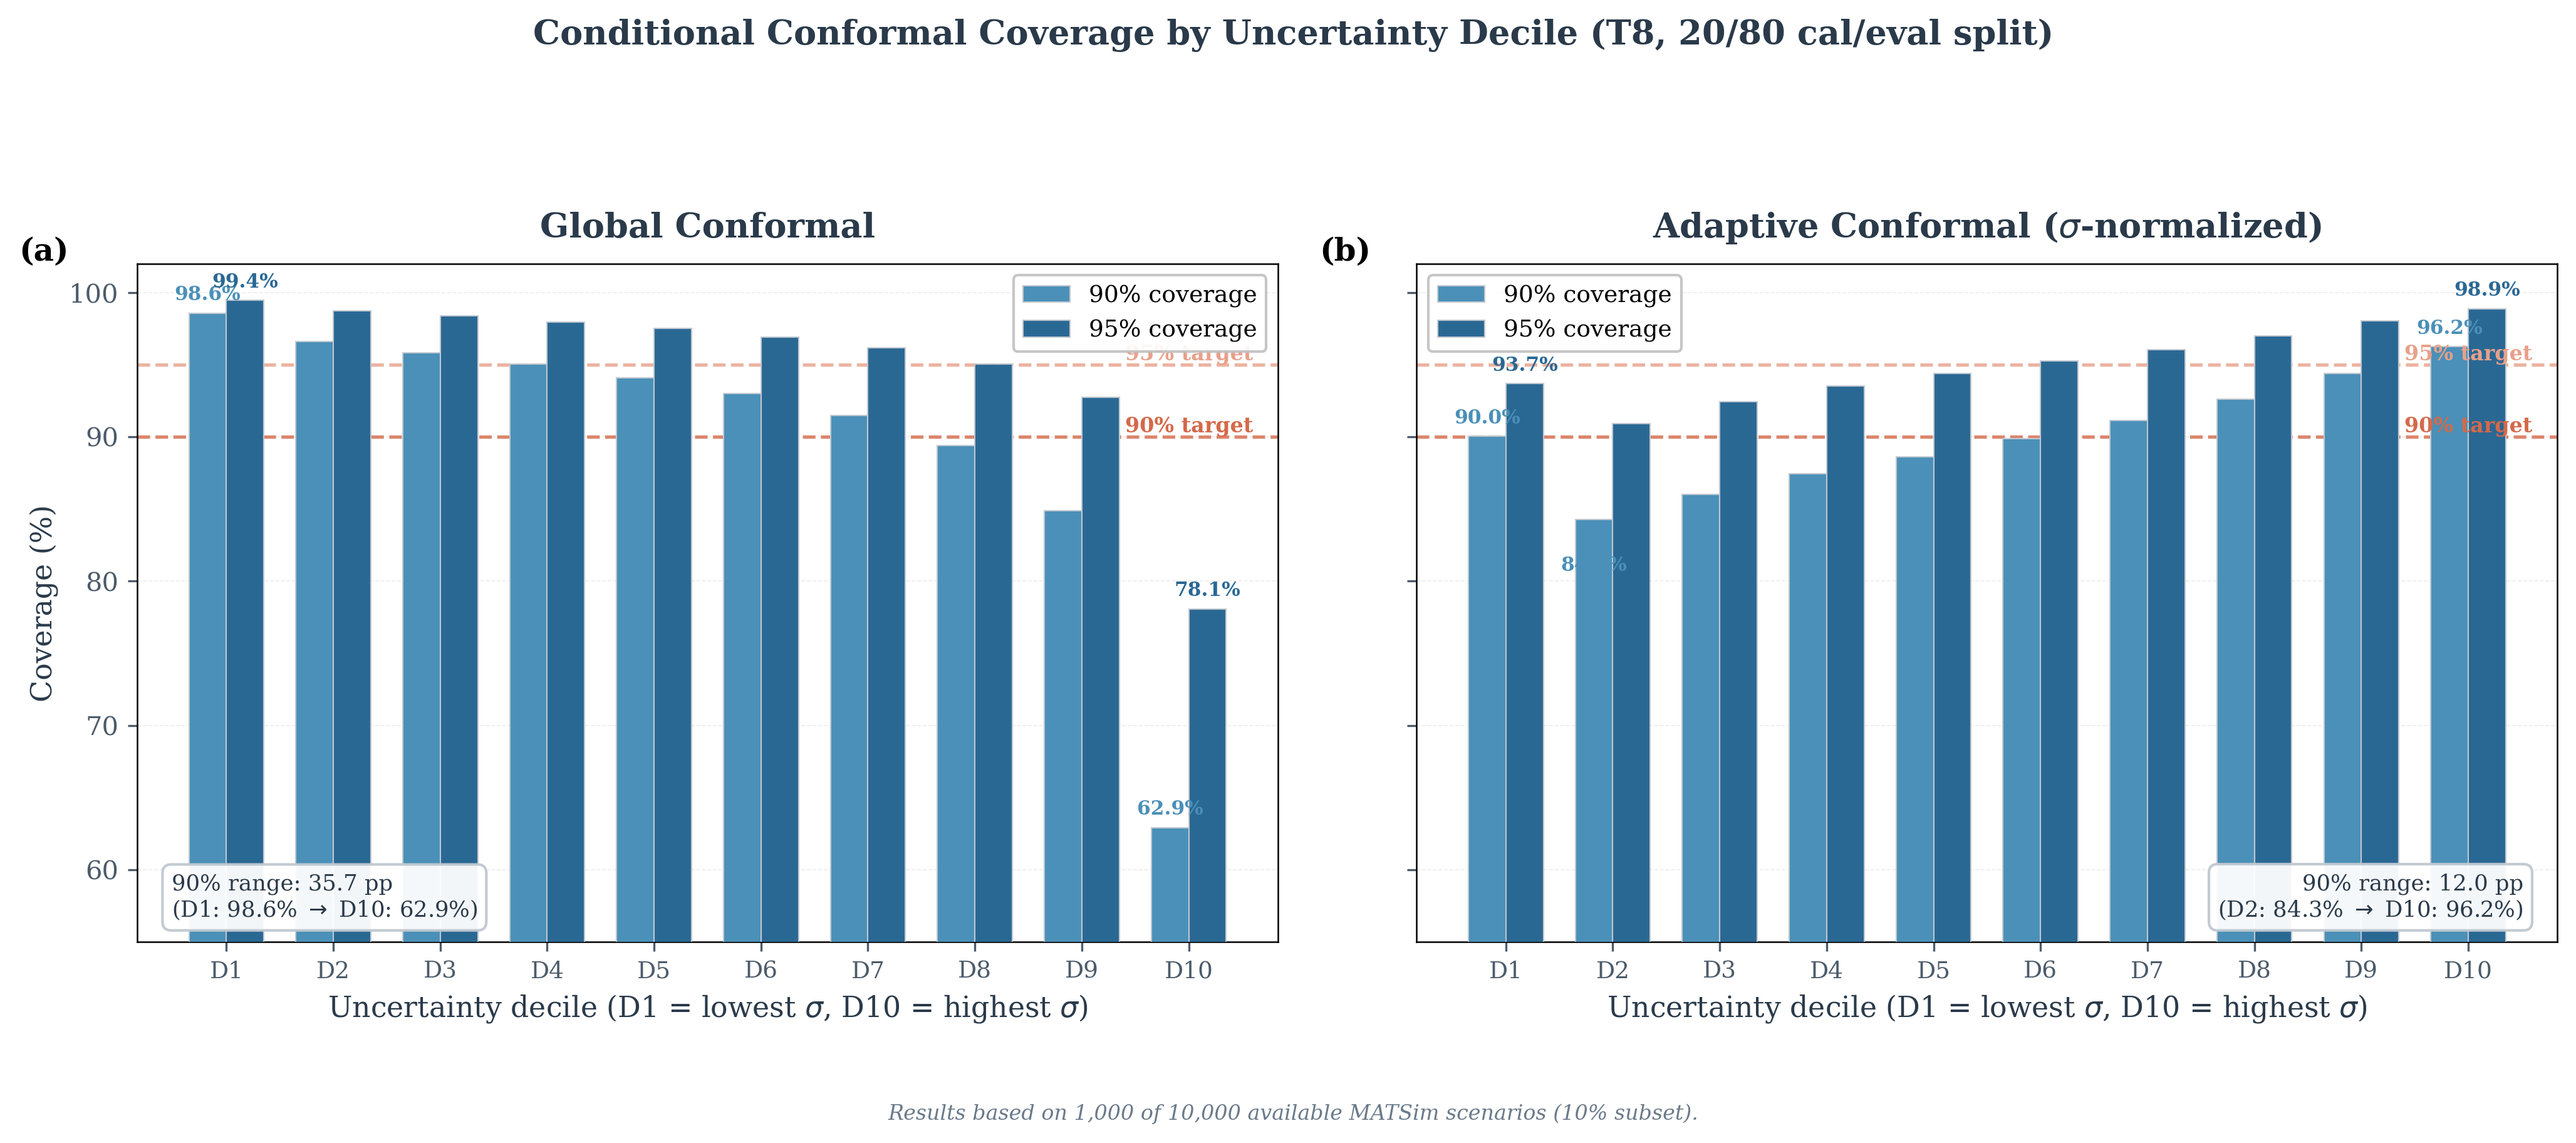 Conditional Conformal Coverage by Uncertainty Decile (T8, 20/80 cal/eval split)
(a)
Global Conformal
98.6%
99.4%
90% coverage
95% coverage
95% target
90% target
78.1%
62.9%
100
90
80
70
60
Coverage (%)
90% range: 35.7 pp
(D1: 98.6% → D10: 62.9%)
D1 D2 D3 D4 D5 D6 D7 D8 D9 D10
Uncertainty decile (D1 = lowest σ, D10 = highest σ)
(b)
Adaptive Conformal (σ-normalized)
90% coverage
95% coverage
98.9%
96.2%
95% target
93.7%
90.0%
90% target
90% range: 12.0 pp
(D2: 84.3% → D10: 96.2%)
D1 D2 D3 D4 D5 D6 D7 D8 D9 D10
Uncertainty decile (D1 = lowest σ, D10 = highest σ)
Results based on 1,000 of 10,000 available MATSim scenarios (10% subset).